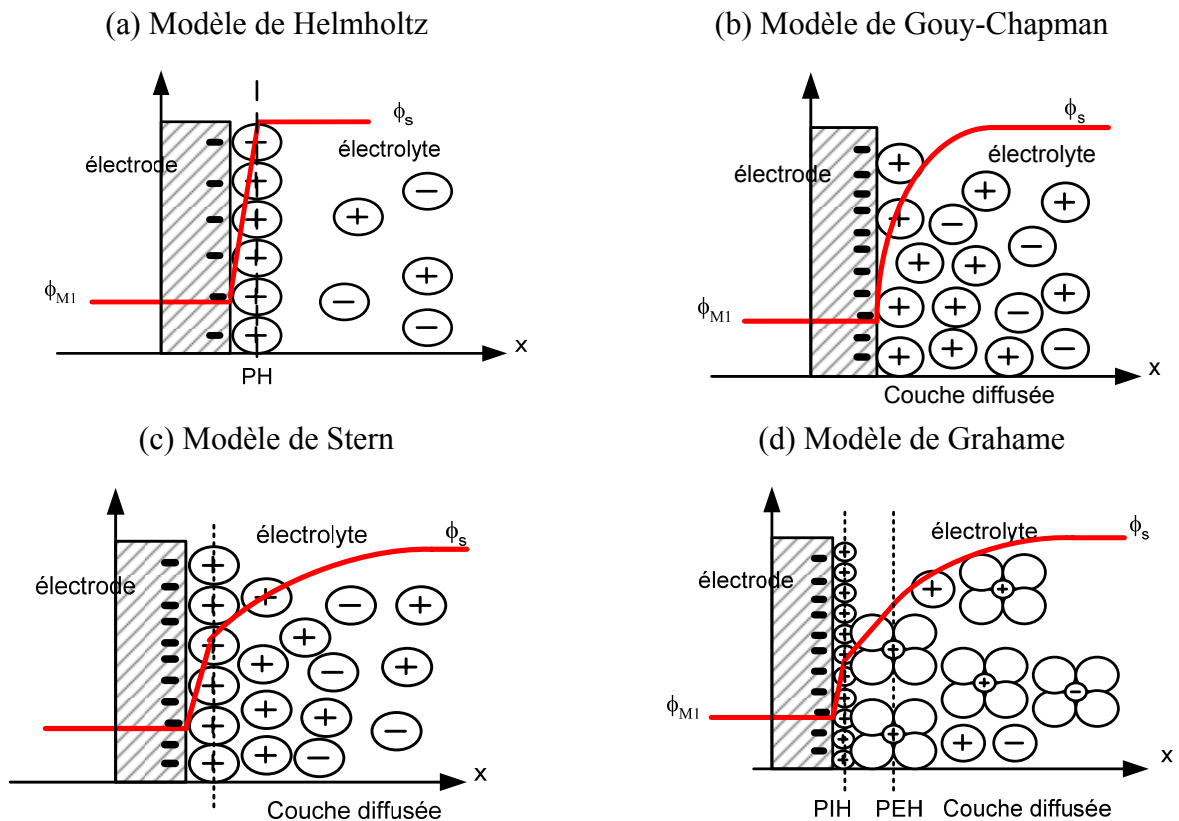 (a) Modèle de Helmholtz
ϕs
électrode
électrolyte
ϕM1
x
PH
(b) Modèle de Gouy-Chapman
ϕs
électrode
électrolyte
ϕM1
x
Couche diffusée
(c) Modèle de Stern
électrolyte
ϕs
électrode
x
Couche diffusée
(d) Modèle de Grahame
électrolyte
ϕs
électrode
ϕM1
x
PIH PEH Couche diffusée